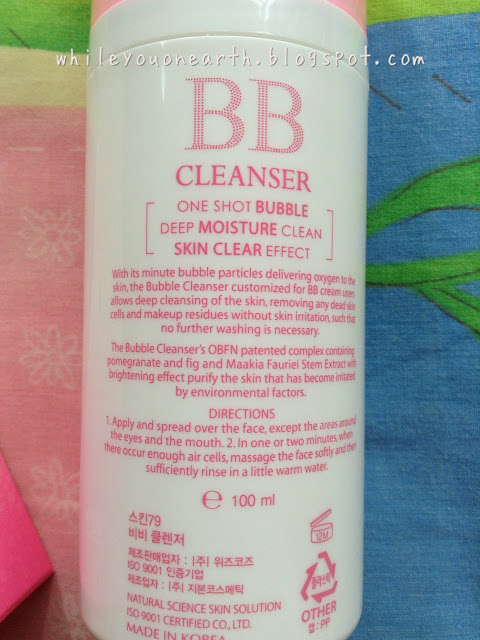 whileyouonearth.blogspot.com
BB
CLEANSER
ONE SHOT BUBBLE
DEEP MOISTURE CLEAN
SKIN CLEAR EFFECT
With its minute bubble particles delivering oxygen to the
skin, the Bubble Cleanser customized for BB cream users
allows deep cleansing of the skin, removing any dead skin
cells and makeup residues without skin irritation, such that
no further washing is necessary.
The Bubble Cleanser's OBFN patented complex containing
pomegranate and fig and Maakia Fauriei Stem Extract with
brightening effect purify the skin that has become irritated
by environmental factors.
DIRECTIONS
1. Apply and spread over the face, except the areas around
the eyes and the mouth. 2. In one or two minutes, when
there occur enough air cells, massage the face softly and then
sufficiently rinse in a little warm water.
℮ 100 ml
스킨79
비비 클렌저
제조판매업자 : (주) 위즈코즈
ISO 9001 인증기업
제조업자 : (주) 지본코스메틱
NATURAL SCIENCE SKIN SOLUTION
ISO 9001 CERTIFIED CO., LTD.
MADE IN KOREA
12M
플라스틱
OTHER
캡: PP